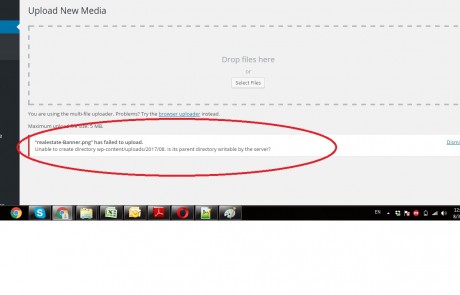 Upload New Media
Drop files here
or
Select Files
You are using the multi-file uploader. Problems? Try the browser uploader instead.
Maximum upload file size: 5 MB.
"realestate-Banser.png" has failed to upload.
Unable to create directory wp-content/uploads/2017/08. Is its parent directory writable by the server?
EN